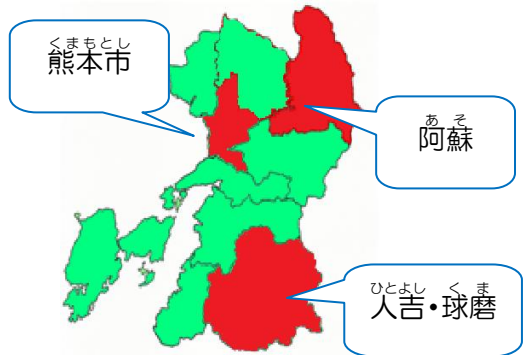 くまもとし
熊本市
あそ
阿蘇
ひとよし くま
人吉・球磨